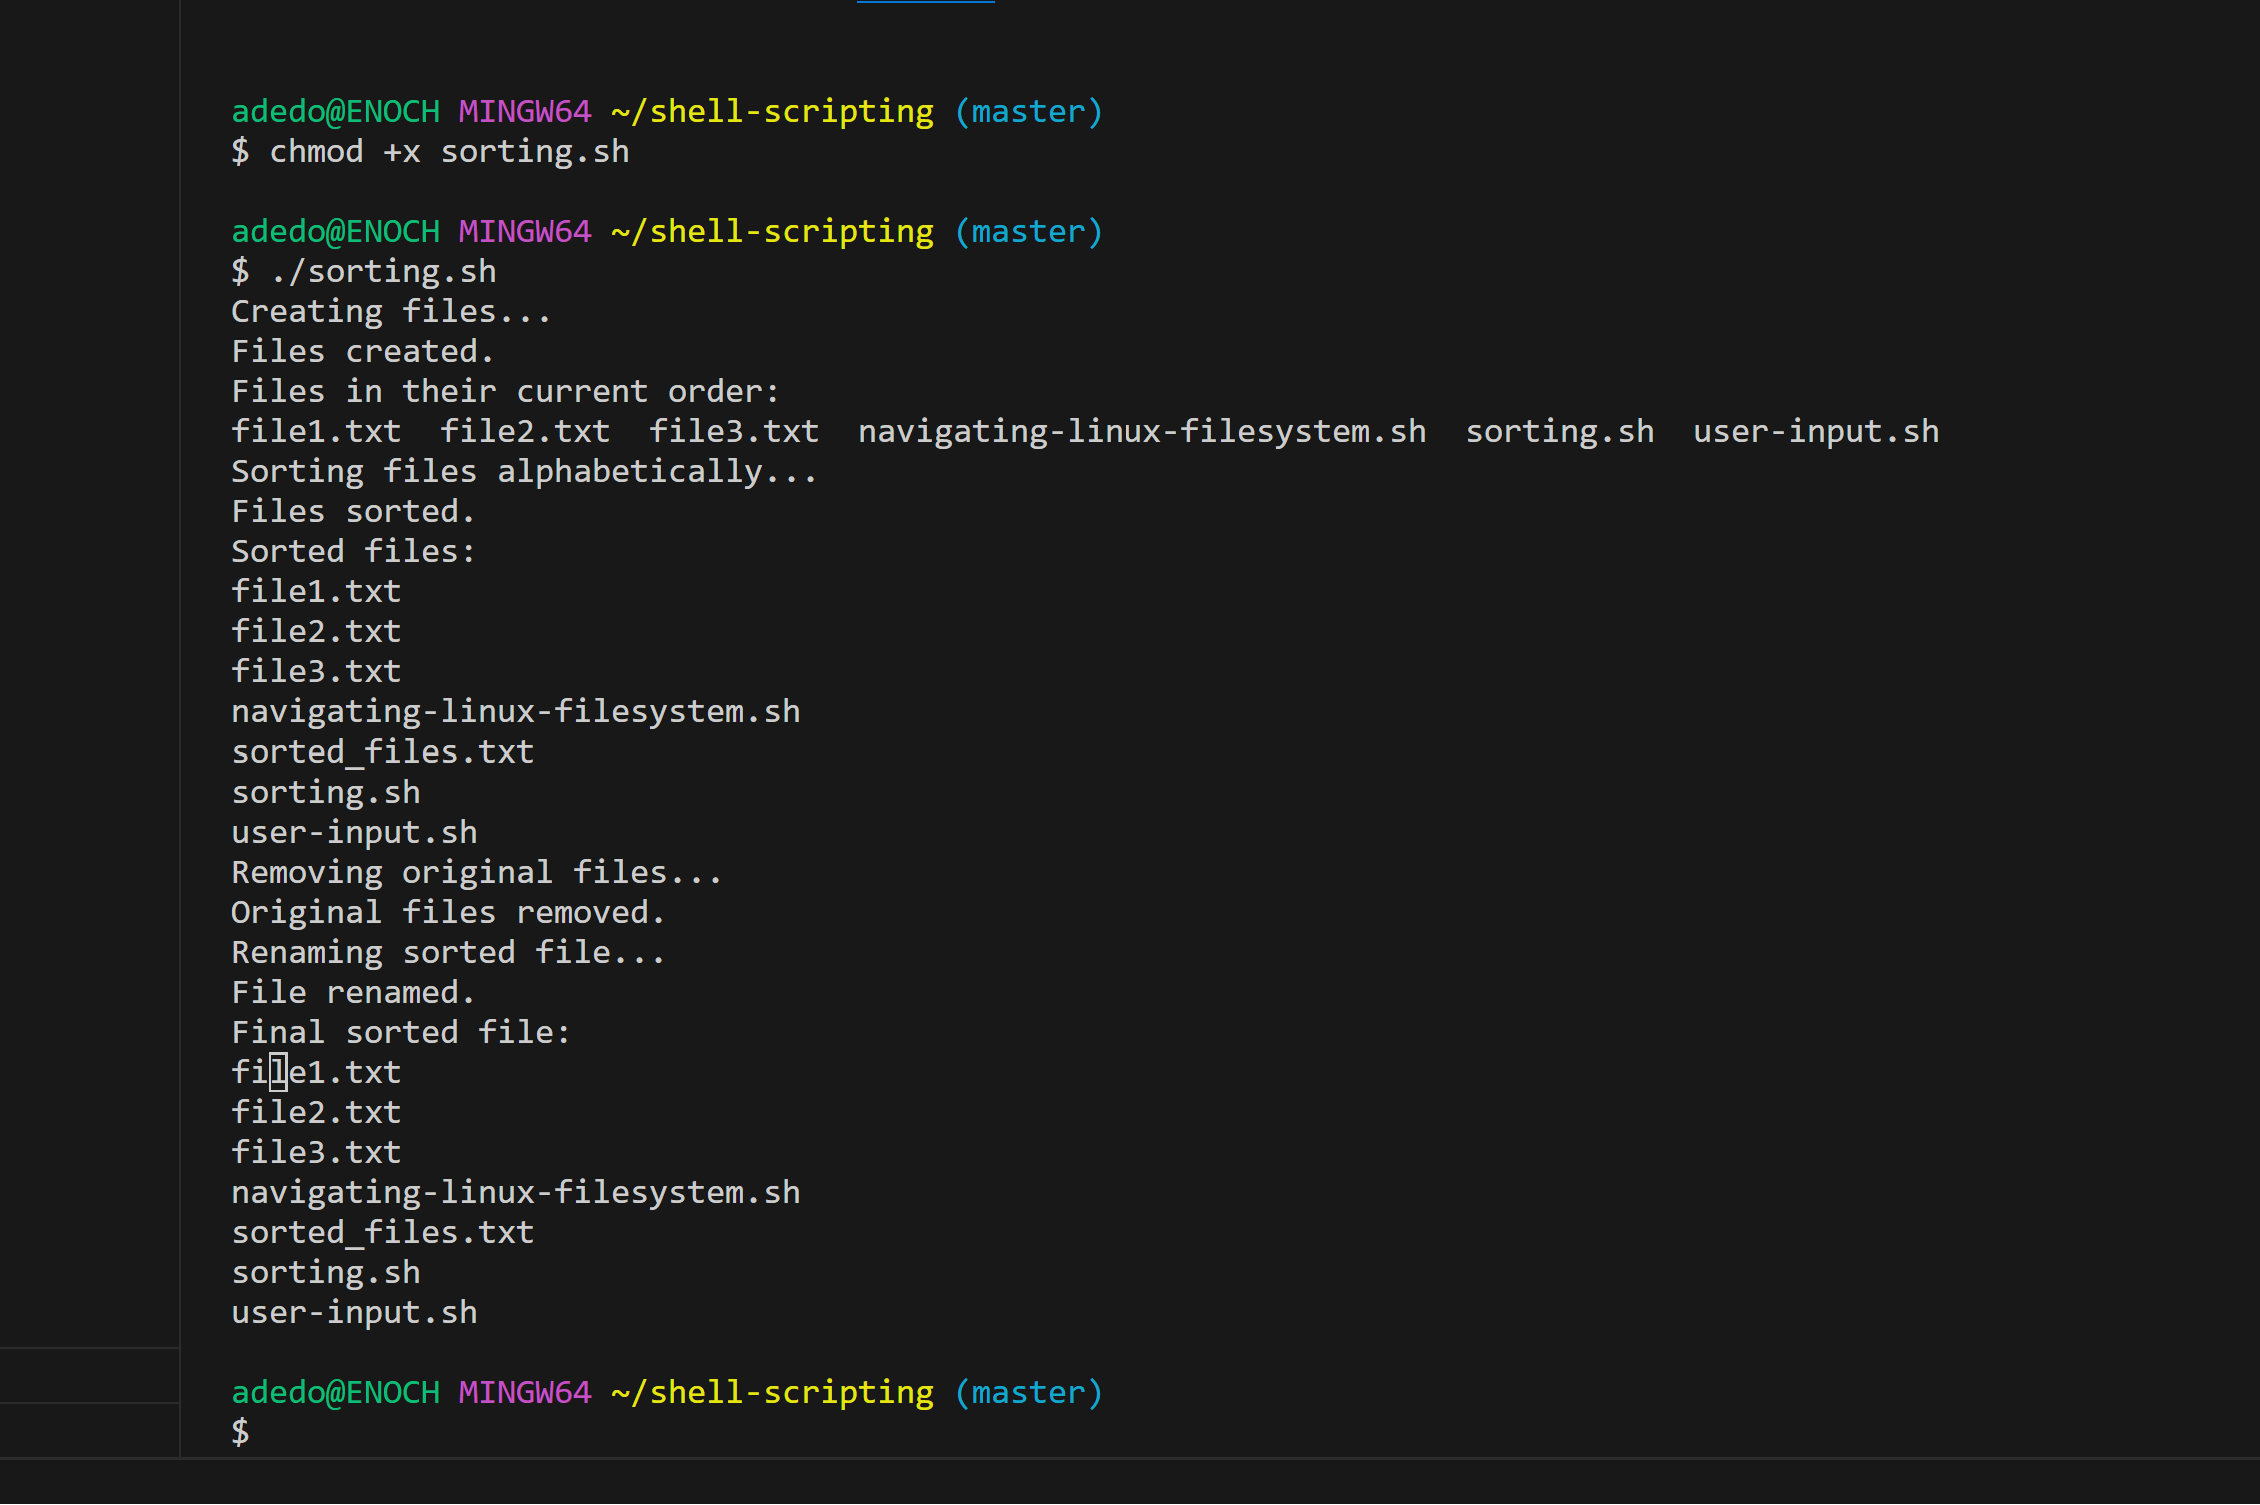 adedo@ENOCH MINGW64 ~/shell-scripting (master)
$ chmod +x sorting.sh
adedo@ENOCH MINGW64 ~/shell-scripting (master)
$ ./sorting.sh
Creating files...
Files created.
Files in their current order:
file1.txt  file2.txt  file3.txt  navigating-linux-filesystem.sh  sorting.sh  user-input.sh
Sorting files alphabetically...
Files sorted.
Sorted files:
file1.txt
file2.txt
file3.txt
navigating-linux-filesystem.sh
sorted_files.txt
sorting.sh
user-input.sh
Removing original files...
Original files removed.
Renaming sorted file...
File renamed.
Final sorted file:
file1.txt
file2.txt
file3.txt
navigating-linux-filesystem.sh
sorted_files.txt
sorting.sh
user-input.sh
adedo@ENOCH MINGW64 ~/shell-scripting (master)
$